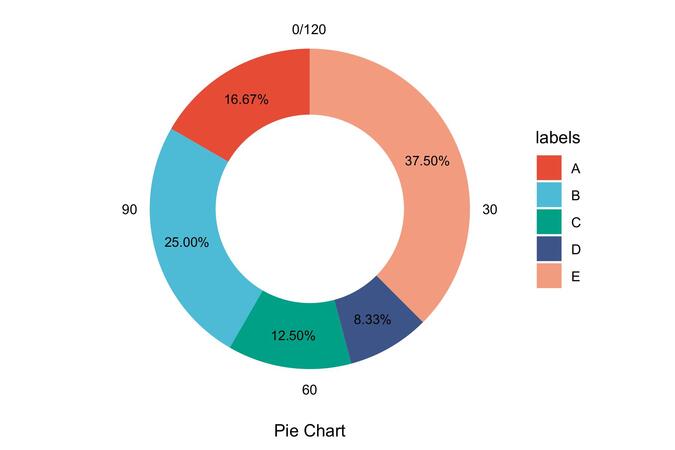 0/120
16.67%
37.50%
90
25.00%
30
12.50%
8.33%
60
Pie Chart
labels
A
B
C
D
E